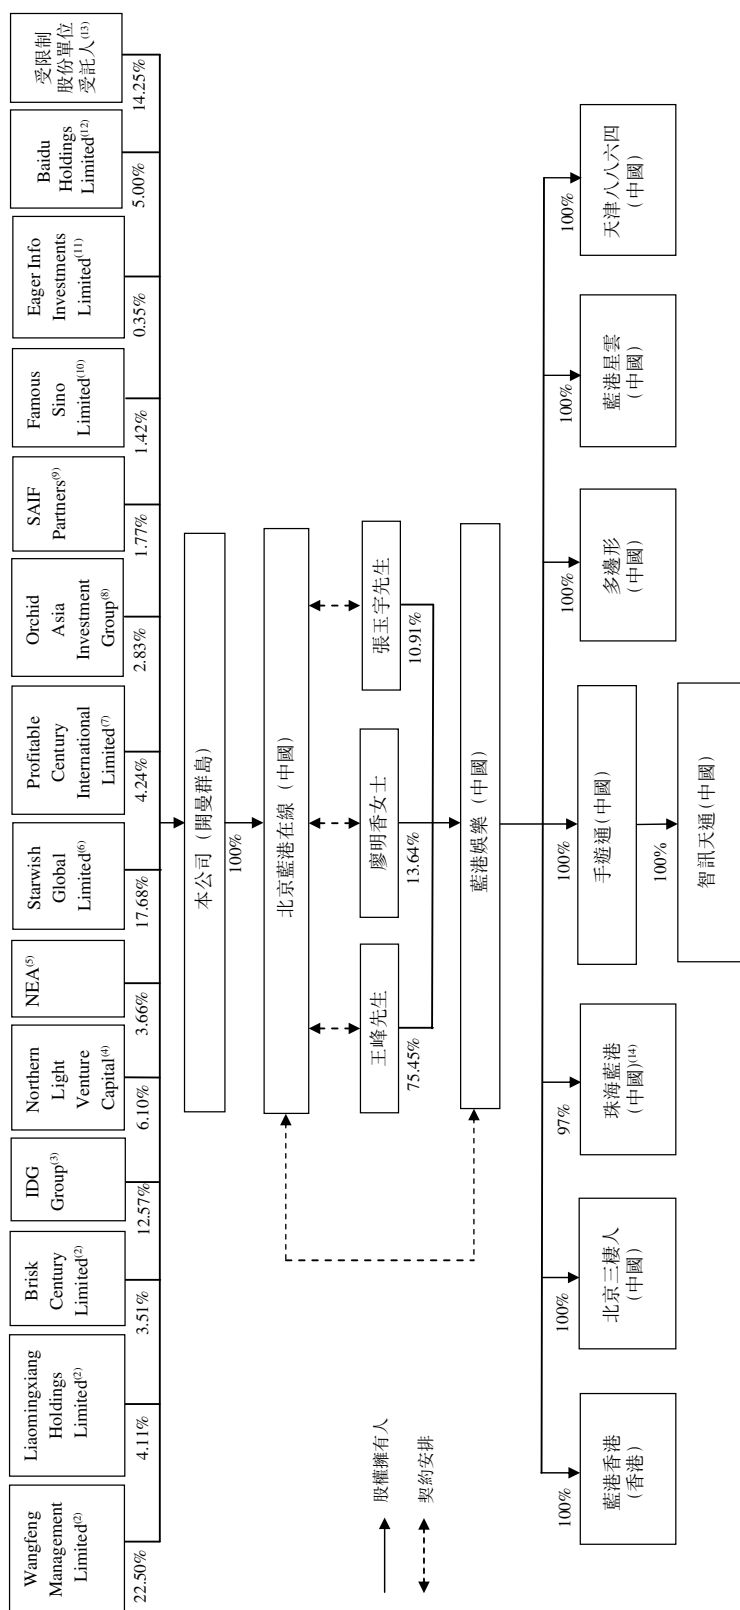 Wangfeng
Management
Limited(2)
22.50%
Liaomingxiang
Holdings
Limited(2)
4.11%
Brisk
Century
Limited(2)
3.51%
IDG
Group(3)
12.57%
Northern
Light
Venture
Capital(4)
6.10%
NEA(5)
3.66%
Starwish
Global
Limited(6)
17.68%
Profitable
Century
International
Limited(7)
4.24%
Orchid
Asia
Investment
Group(8)
2.83%
SAIF
Partners(9)
1.77%
Famous
Sino
Limited(10)
1.42%
Eager Info
Investments
Limited(11)
0.35%
Baidu
Holdings
Limited(12)
5.00%
受限制
股份單位
受託人(13)
14.25%
本公司（開曼群島）
100%
北京藍港在線（中國）
王峰先生
75.45%
廖明香女士
13.64%
張玉宇先生
10.91%
藍港娛樂（中國）
100%
藍港香港
（香港）
100%
北京三棲人
（中國）
97%
珠海藍港
（中國）(14)
100%
手遊通（中國）
100%
智訊天通（中國）
100%
多邊形
（中國）
100%
藍港星雲
（中國）
100%
天津八八六四
（中國）
股權擁有人
契約安排